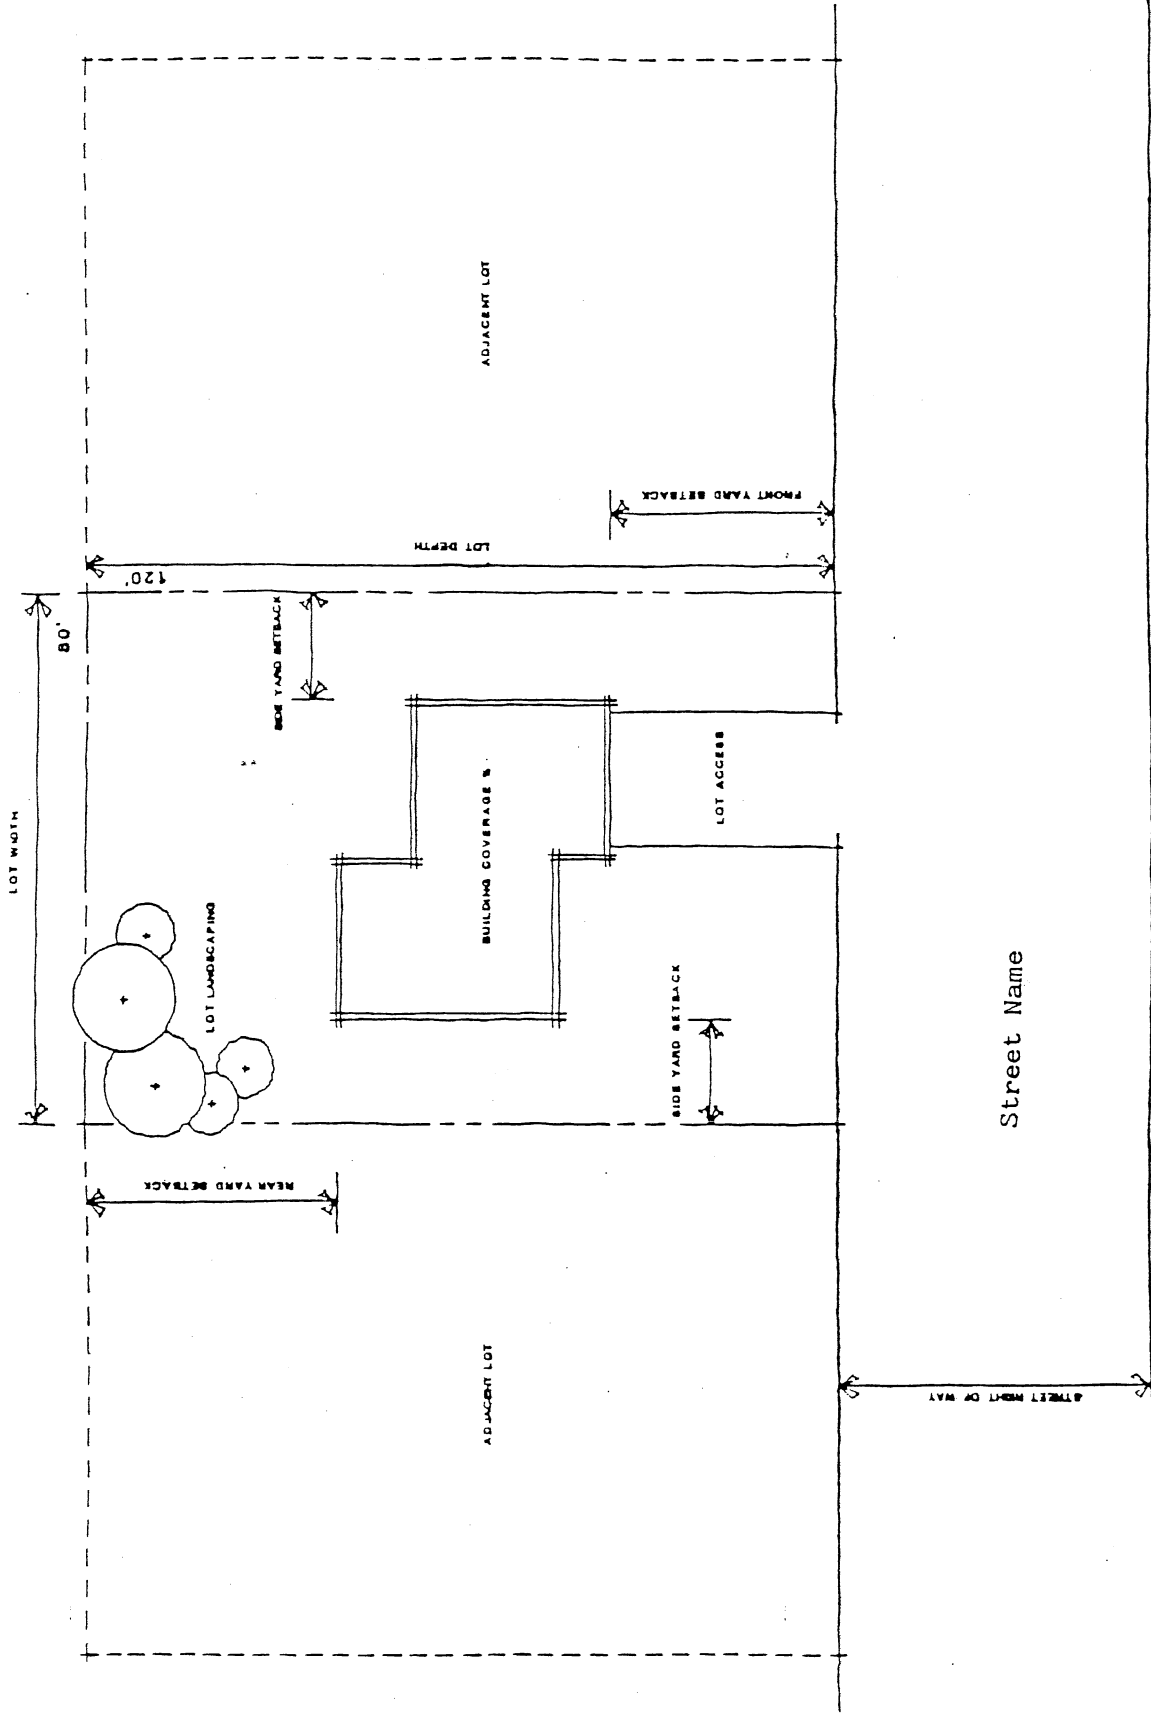 LOT WIDTH
80'
120'
LOT DEPTH
SIDE YARD SETBACK
FRONT YARD SETBACK
ADJACENT LOT
LOT LANDSCAPING
BUILDING COVERAGE %
LOT ACCESS
SIDE YARD SETBACK
REAR YARD SETBACK
ADJACENT LOT
STREET RIGHT OF WAY
Street Name